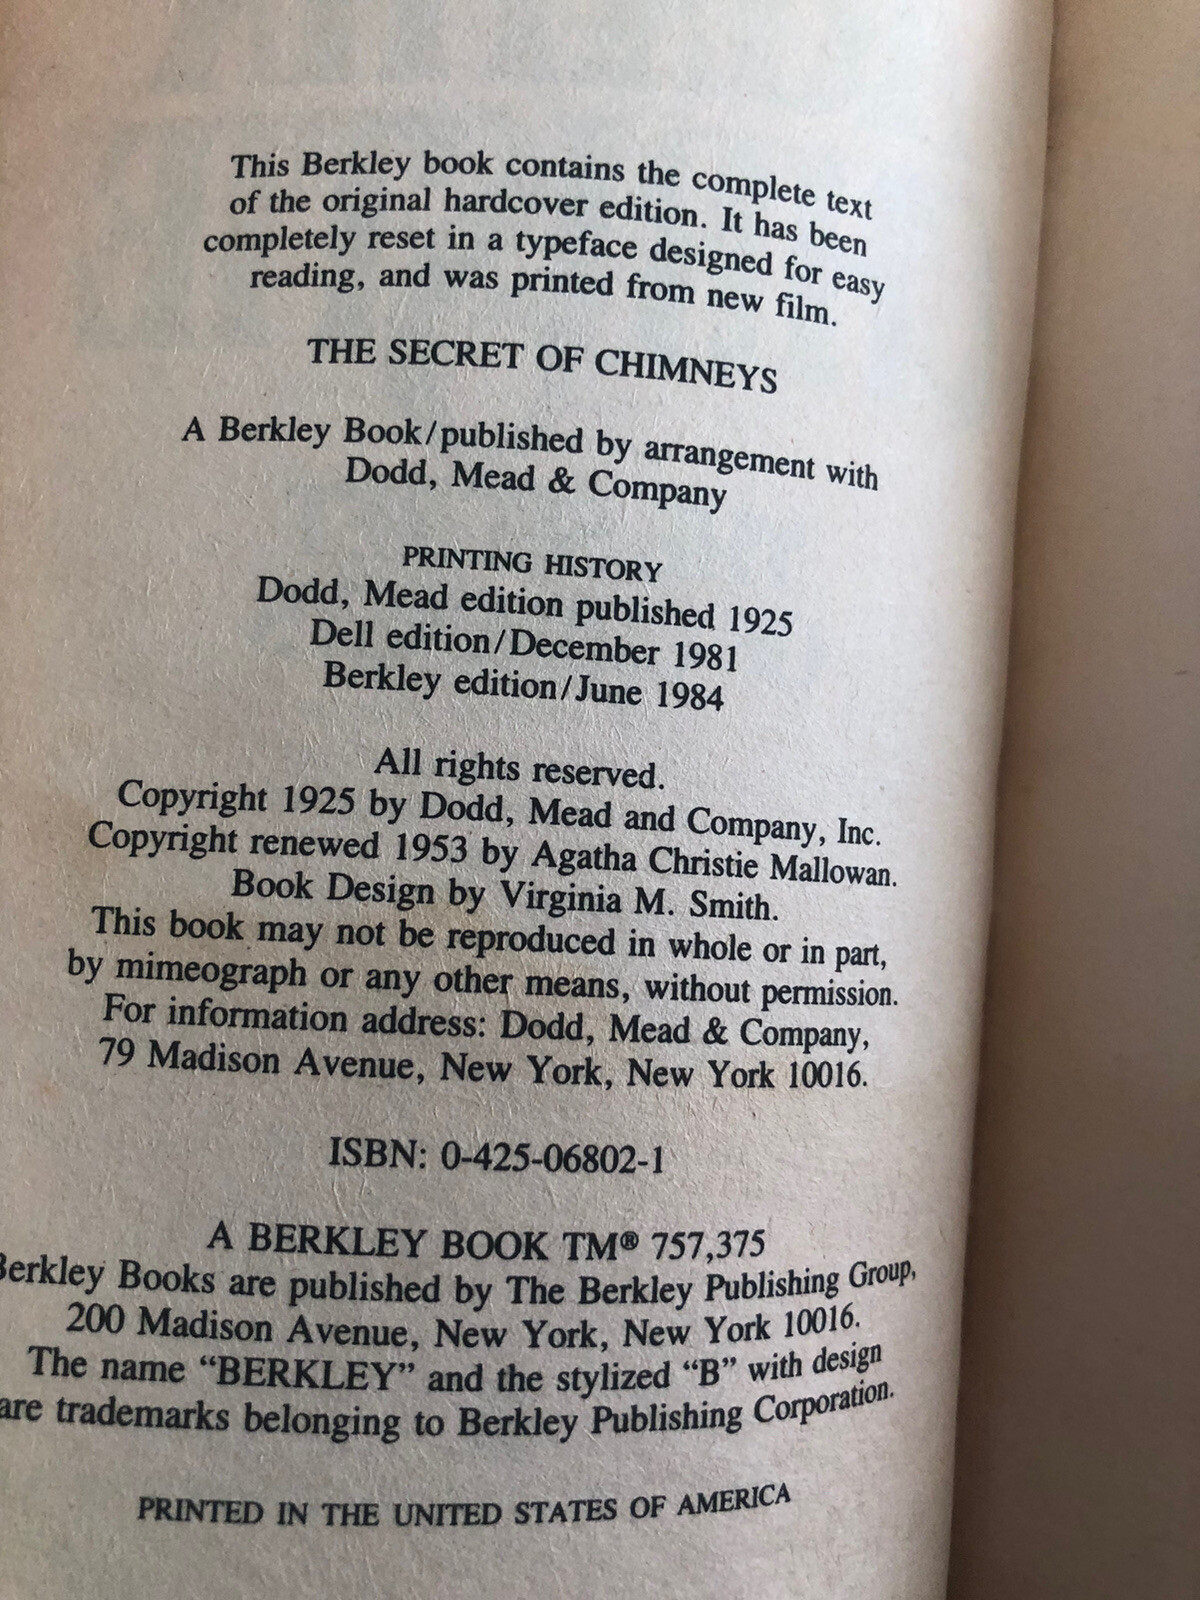 This Berkley book contains the complete text
of the original hardcover edition. It has been
completely reset in a typeface designed for easy
reading, and was printed from new film.
THE SECRET OF CHIMNEYS
A Berkley Book/published by arrangement with
Dodd, Mead & Company
PRINTING HISTORY
Dodd, Mead edition published 1925
Dell edition/December 1981
Berkley edition/June 1984
All rights reserved.
Copyright 1925 by Dodd, Mead and Company, Inc.
Copyright renewed 1953 by Agatha Christie Mallowan.
Book Design by Virginia M. Smith.
This book may not be reproduced in whole or in part,
by mimeograph or any other means, without permission.
For information address: Dodd, Mead & Company,
79 Madison Avenue, New York, New York 10016.
ISBN: 0-425-06802-1
A BERKLEY BOOK TM® 757,375
Berkley Books are published by The Berkley Publishing Group,
200 Madison Avenue, New York, New York 10016.
The name “BERKLEY” and the stylized “B” with design
are trademarks belonging to Berkley Publishing Corporation.
PRINTED IN THE UNITED STATES OF AMERICA